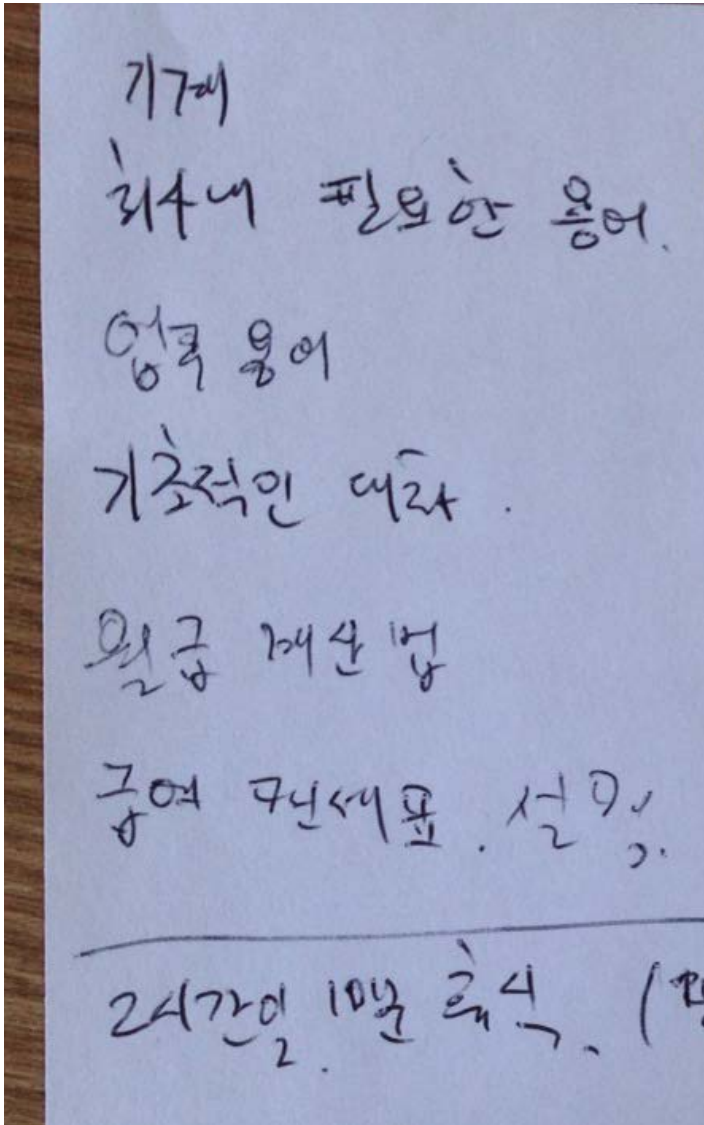 기계
회사내 필요한 용어.
업무 용어
기초적인 대화.
월급 계산법
급여 명세표. 설명.
2시간일. 10분 휴식.